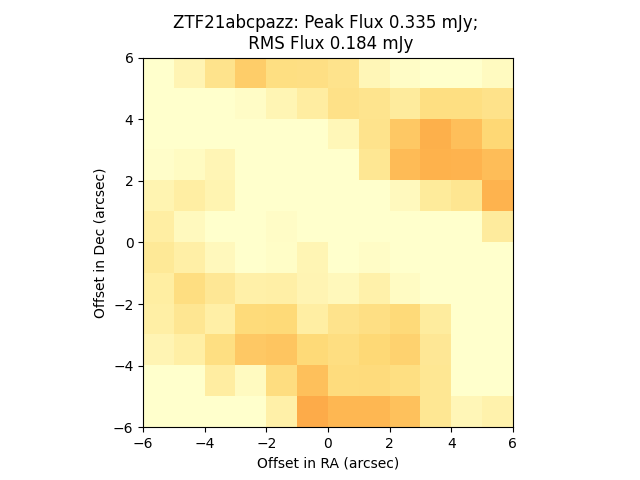 ZTF21abcpazz: Peak Flux 0.335 mJy;
RMS Flux 0.184 mJy
6
4
2
0
−2
−4
−6
Offset in Dec (arcsec)
−6 −4 −2 0 2 4 6
Offset in RA (arcsec)